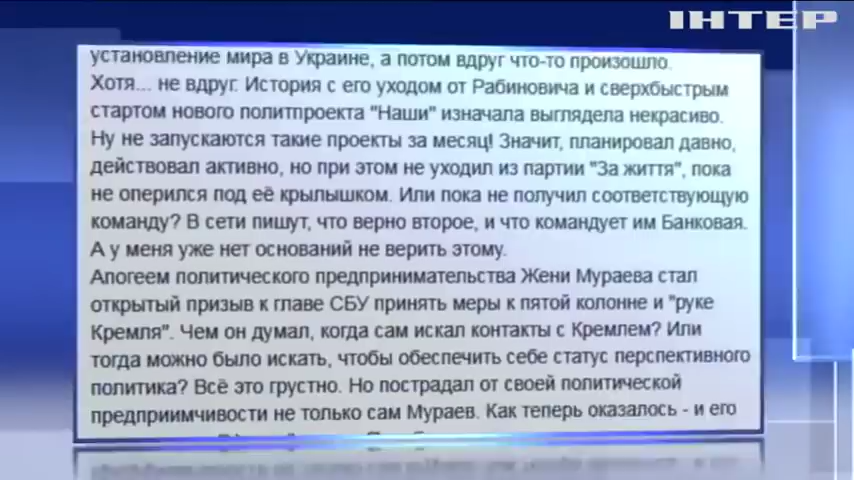 ІНТЕР
установление мира в Украине, а потом вдруг что-то произошло.
Хотя... не вдруг. История с его уходом от Рабиновича и сверхбыстрым
стартом нового политпроекта "Наши" изначала выглядела некрасиво.
Ну не запускаются такие проекты за месяц! Значит, планировал давно,
действовал активно, но при этом не уходил из партии "За життя", пока
не оперился под её крылышком. Или пока не получил соответствующую
команду? В сети пишут, что верно второе, и что командует им Банковая.
А у меня уже нет оснований не верить этому.
Апогеем политического предпринимательства Жени Мураева стал
открытый призыв к главе СБУ принять меры к пятой колонне и "руке
Кремля". Чем он думал, когда сам искал контакты с Кремлем? Или
тогда можно было искать, чтобы обеспечить себе статус перспективного
политика? Всё это грустно. Но пострадал от своей политической
предприимчивости не только сам Мураев. Как теперь оказалось - и его